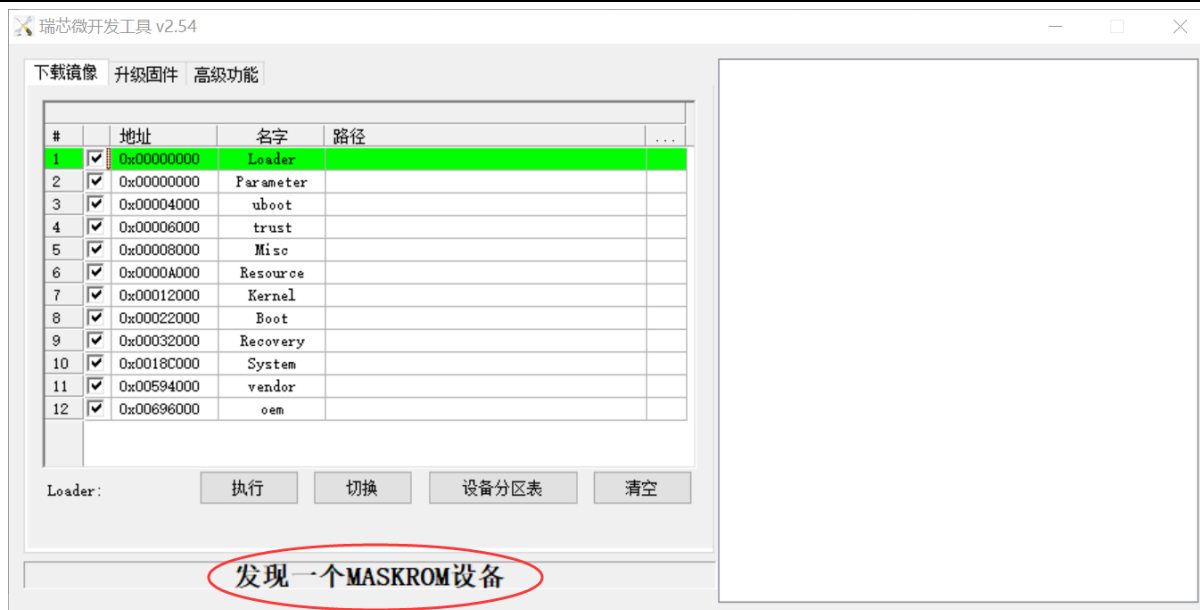 瑞芯微开发工具 v2.54
下载镜像 升级固件 高级功能
# 地址 名字 路径 ...
1 0x00000000 Loader
2 0x00000000 Parameter
3 0x00004000 uboot
4 0x00006000 trust
5 0x00008000 Misc
6 0x0000A000 Resource
7 0x00012000 Kernel
8 0x00022000 Boot
9 0x00032000 Recovery
10 0x0018C000 System
11 0x00594000 vendor
12 0x00696000 oem
Loader: 执行 切换 设备分区表 清空
发现一个MASKROM设备